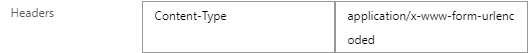 Headers
Content-Type
application/x-www-form-urlenc
oded